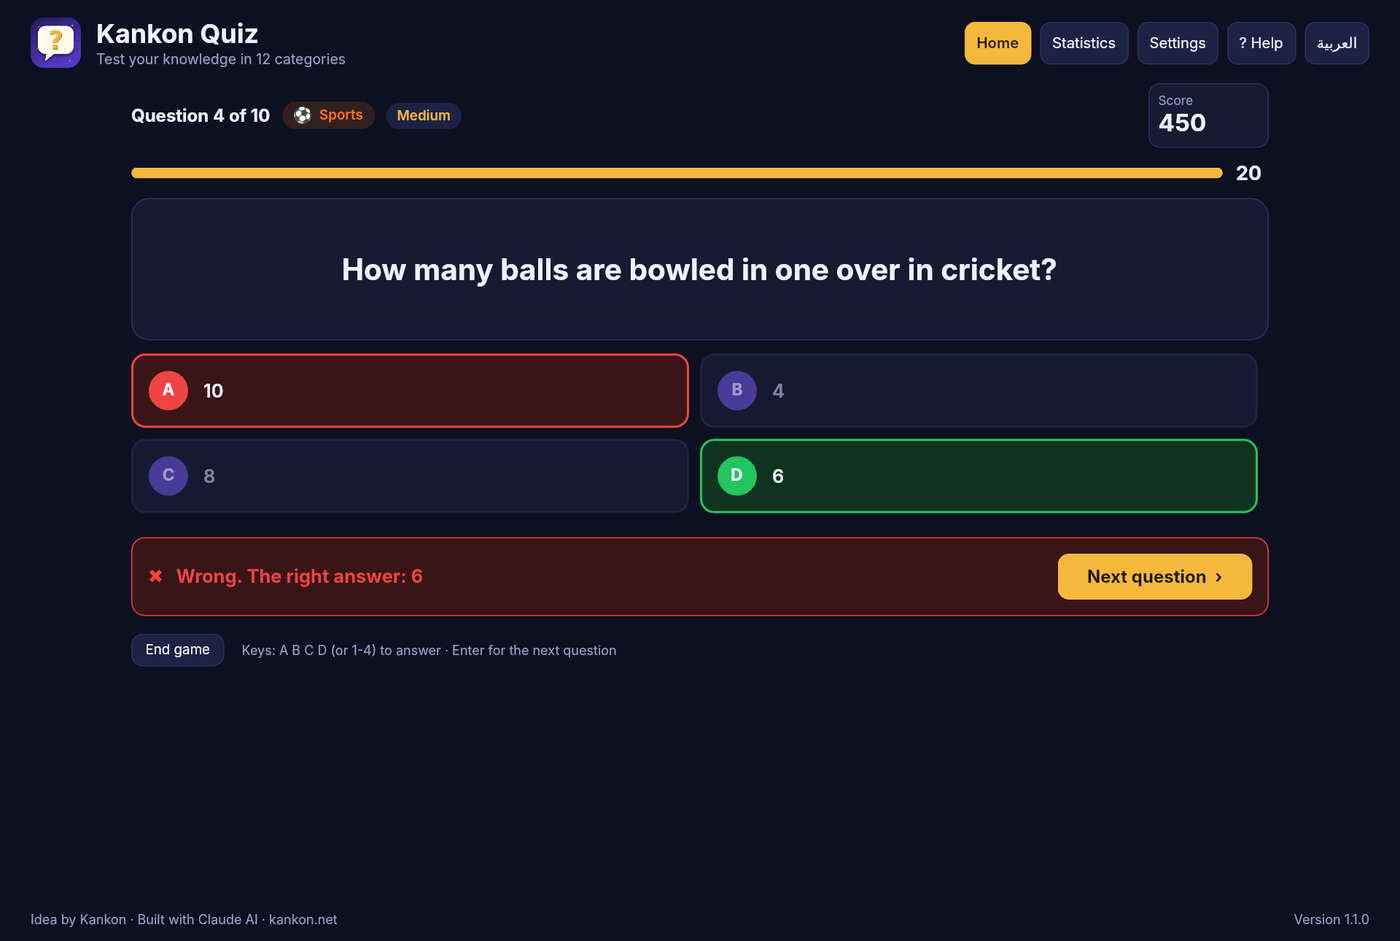 Kankon Quiz
Test your knowledge in 12 categories
Home
Statistics
Settings
? Help
العربية
Question 4 of 10
Sports
Medium
Score
450
20
How many balls are bowled in one over in cricket?
A 10
B 4
C 8
D 6
✖ Wrong. The right answer: 6
Next question ›
End game
Keys: A B C D (or 1-4) to answer · Enter for the next question
Idea by Kankon · Built with Claude AI · kankon.net
Version 1.1.0